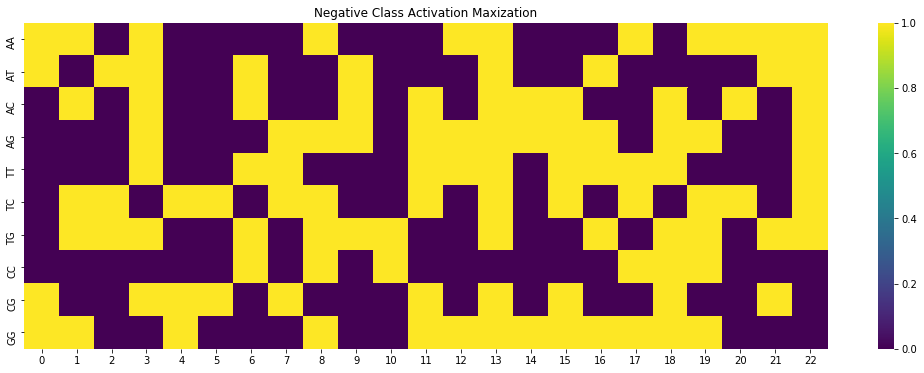 Negative Class Activation Maxization
AA
AT
AC
AG
TT
TC
TG
CC
CG
GG
0 1 2 3 4 5 6 7 8 9 10 11 12 13 14 15 16 17 18 19 20 21 22
1.0
0.8
0.6
0.4
0.2
0.0